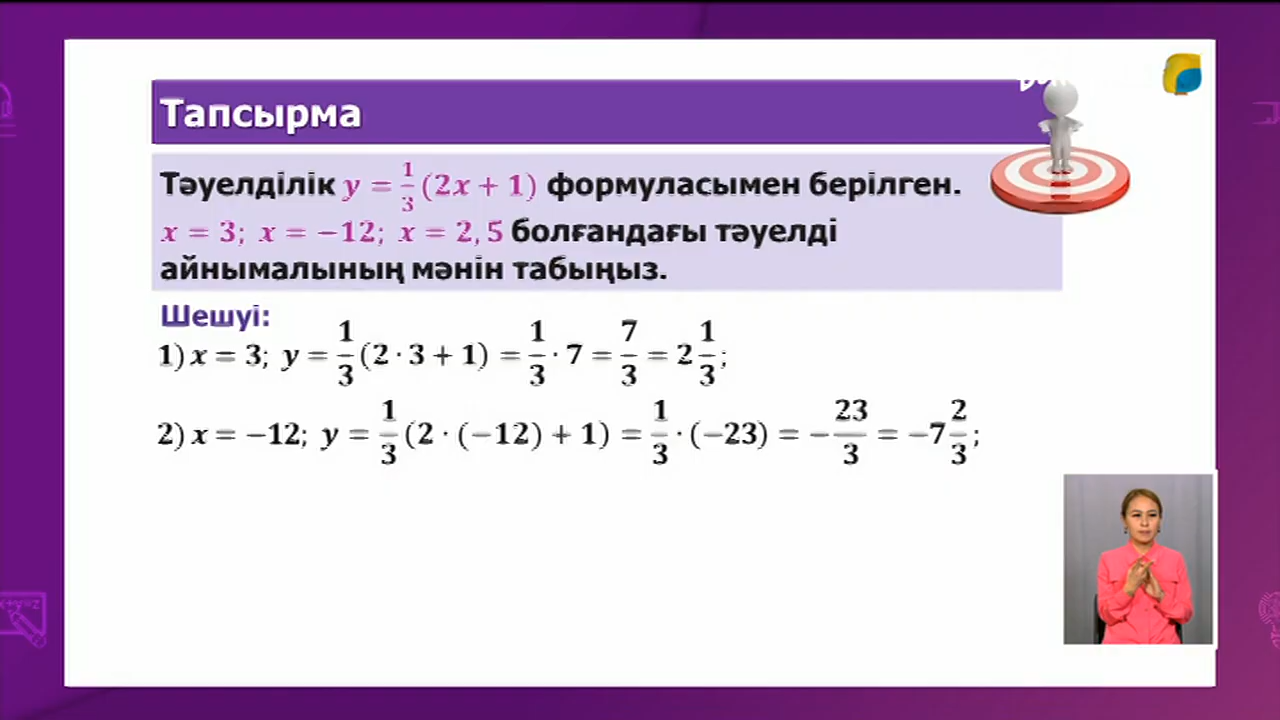 Тапсырма
Тәуелділік y = 1/3 (2x + 1) формуласымен берілген.
x = 3; x = −12; x = 2,5 болғандағы тәуелді
айнымалының мәнін табыңыз.
Шешуі:
1) x = 3; y = 1/3 (2 · 3 + 1) = 1/3 · 7 = 7/3 = 2 1/3;
2) x = −12; y = 1/3 (2 · (−12) + 1) = 1/3 · (−23) = − 23/3 = −7 2/3;